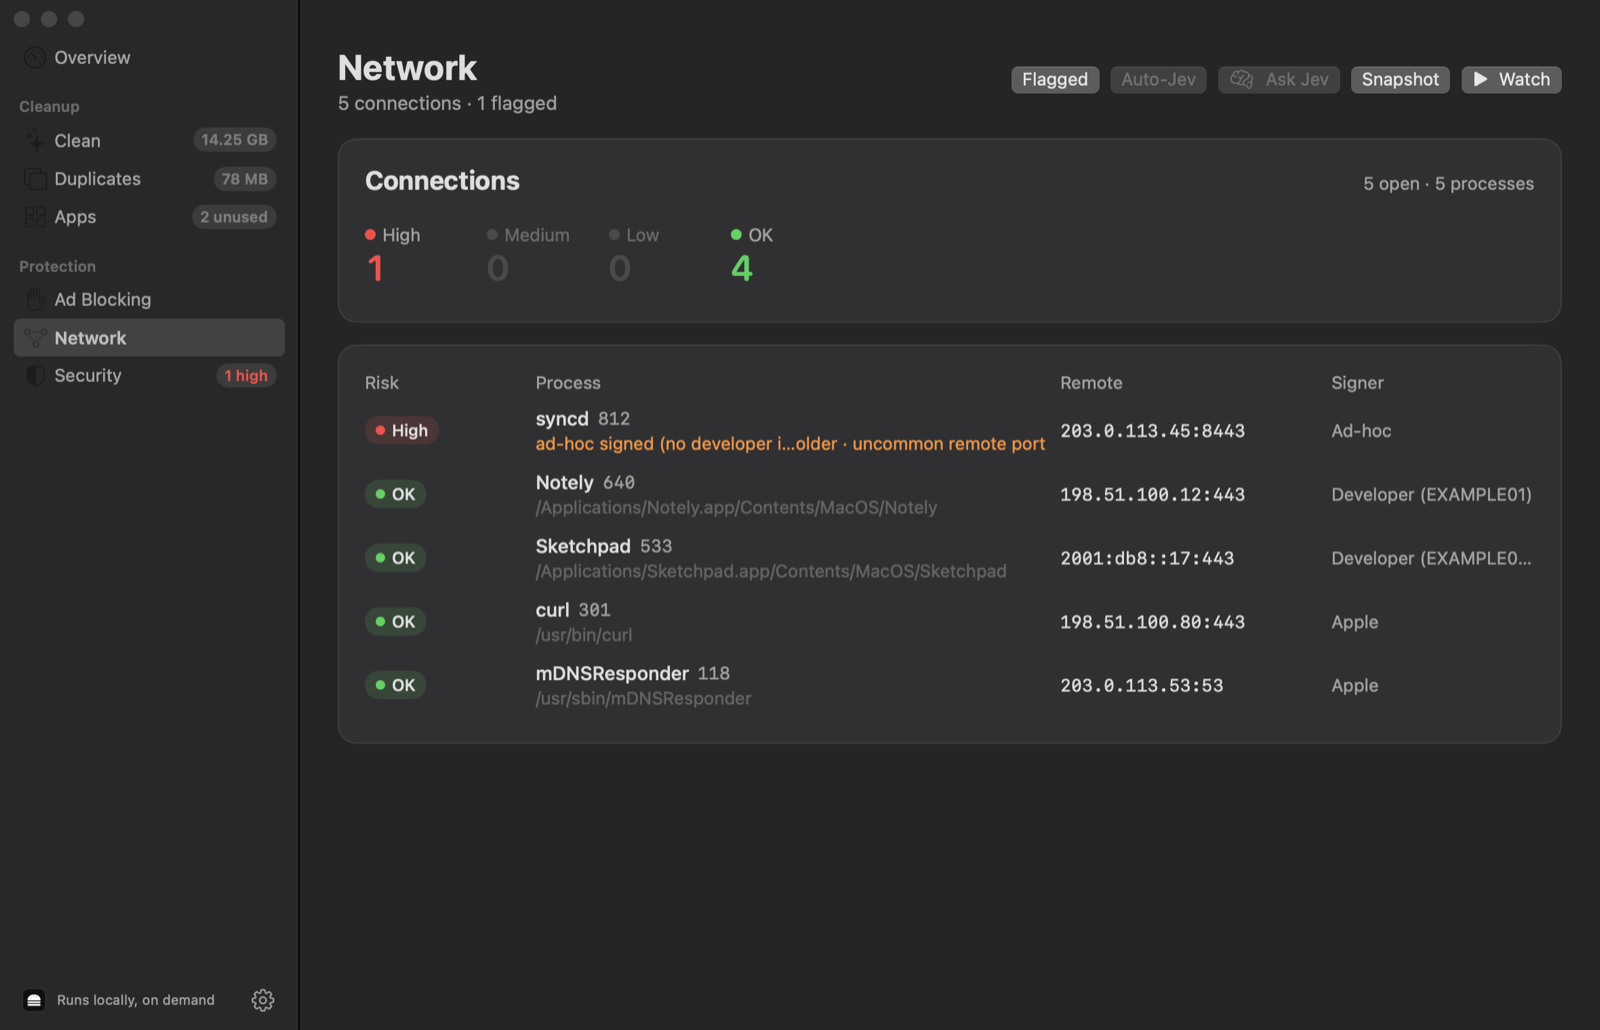 Overview
Cleanup
Clean 14.25 GB
Duplicates 78 MB
Apps 2 unused
Protection
Ad Blocking
Network
Security 1 high
Runs locally, on demand
Network
5 connections · 1 flagged
Flagged Auto-Jev Ask Jev Snapshot Watch
Connections
5 open · 5 processes
High Medium Low OK
1 0 0 4
Risk Process Remote Signer
High syncd 812 203.0.113.45:8443 Ad-hoc
ad-hoc signed (no developer i...older · uncommon remote port
OK Notely 640 198.51.100.12:443 Developer (EXAMPLE01)
/Applications/Notely.app/Contents/MacOS/Notely
OK Sketchpad 533 2001:db8::17:443 Developer (EXAMPLE0...
/Applications/Sketchpad.app/Contents/MacOS/Sketchpad
OK curl 301 198.51.100.80:443 Apple
/usr/bin/curl
OK mDNSResponder 118 203.0.113.53:53 Apple
/usr/sbin/mDNSResponder